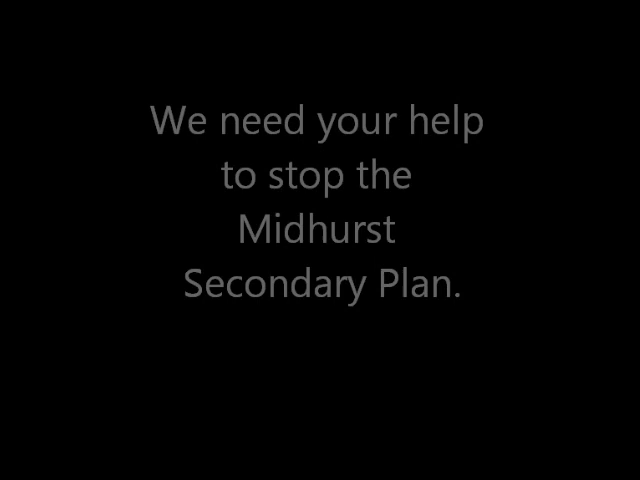 We need your help
to stop the
Midhurst
Secondary Plan.